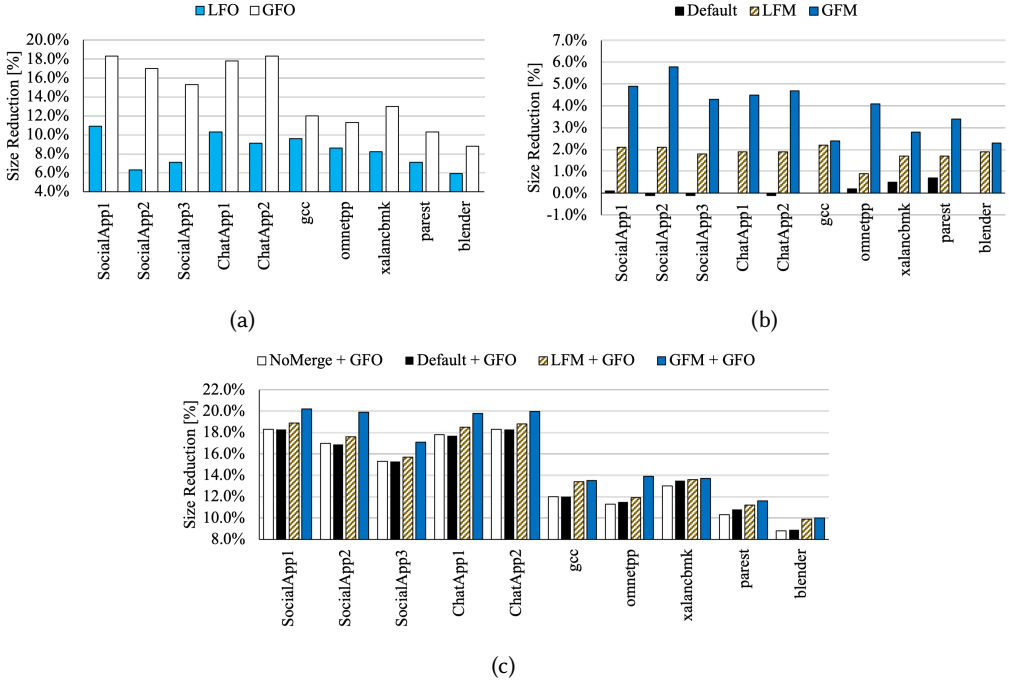 LFO GFO
Size Reduction [%]
20.0%
18.0%
16.0%
14.0%
12.0%
10.0%
8.0%
6.0%
4.0%
SocialApp1
SocialApp2
SocialApp3
ChatApp1
ChatApp2
gcc
omnetpp
xalancbmk
parest
blender
(a)
Default LFM GFM
Size Reduction [%]
7.0%
6.0%
5.0%
4.0%
3.0%
2.0%
1.0%
0.0%
-1.0%
SocialApp1
SocialApp2
SocialApp3
ChatApp1
ChatApp2
gcc
omnetpp
xalancbmk
parest
blender
(b)
NoMerge + GFO Default + GFO LFM + GFO GFM + GFO
Size Reduction [%]
22.0%
20.0%
18.0%
16.0%
14.0%
12.0%
10.0%
8.0%
SocialApp1
SocialApp2
SocialApp3
ChatApp1
ChatApp2
gcc
omnetpp
xalancbmk
parest
blender
(c)